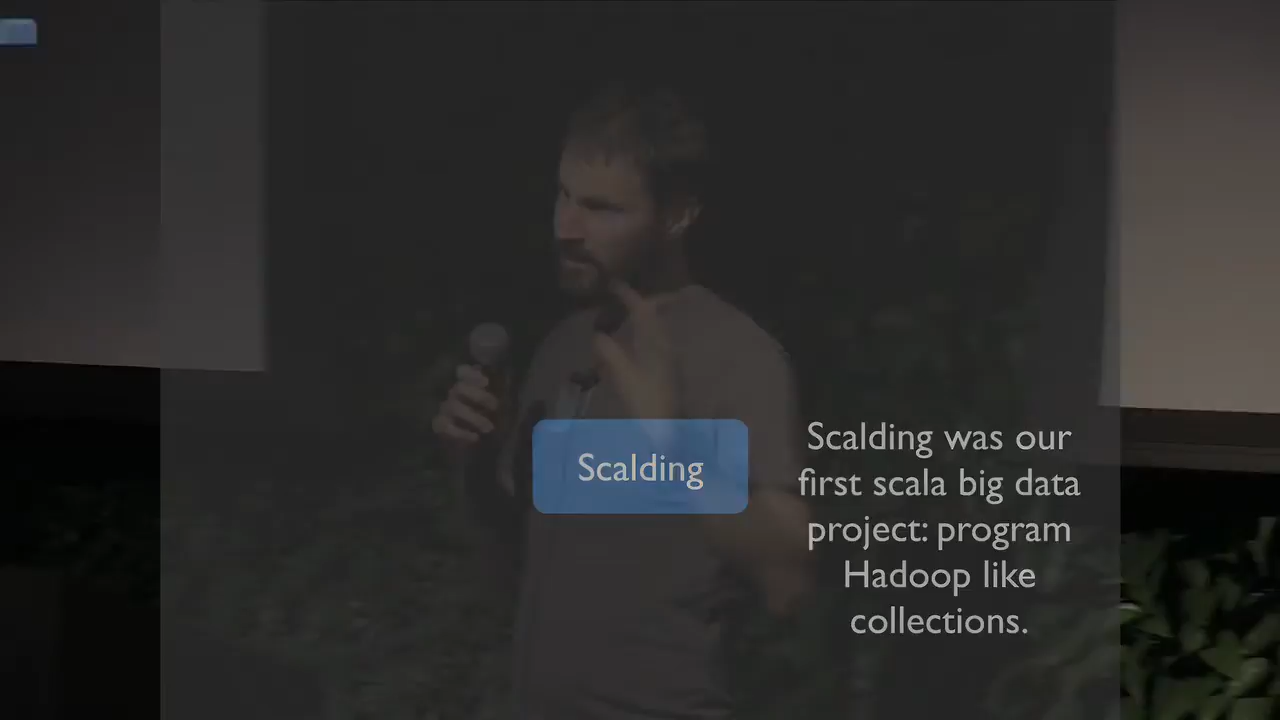 Scalding
Scalding was our
first scala big data
project: program
Hadoop like
collections.